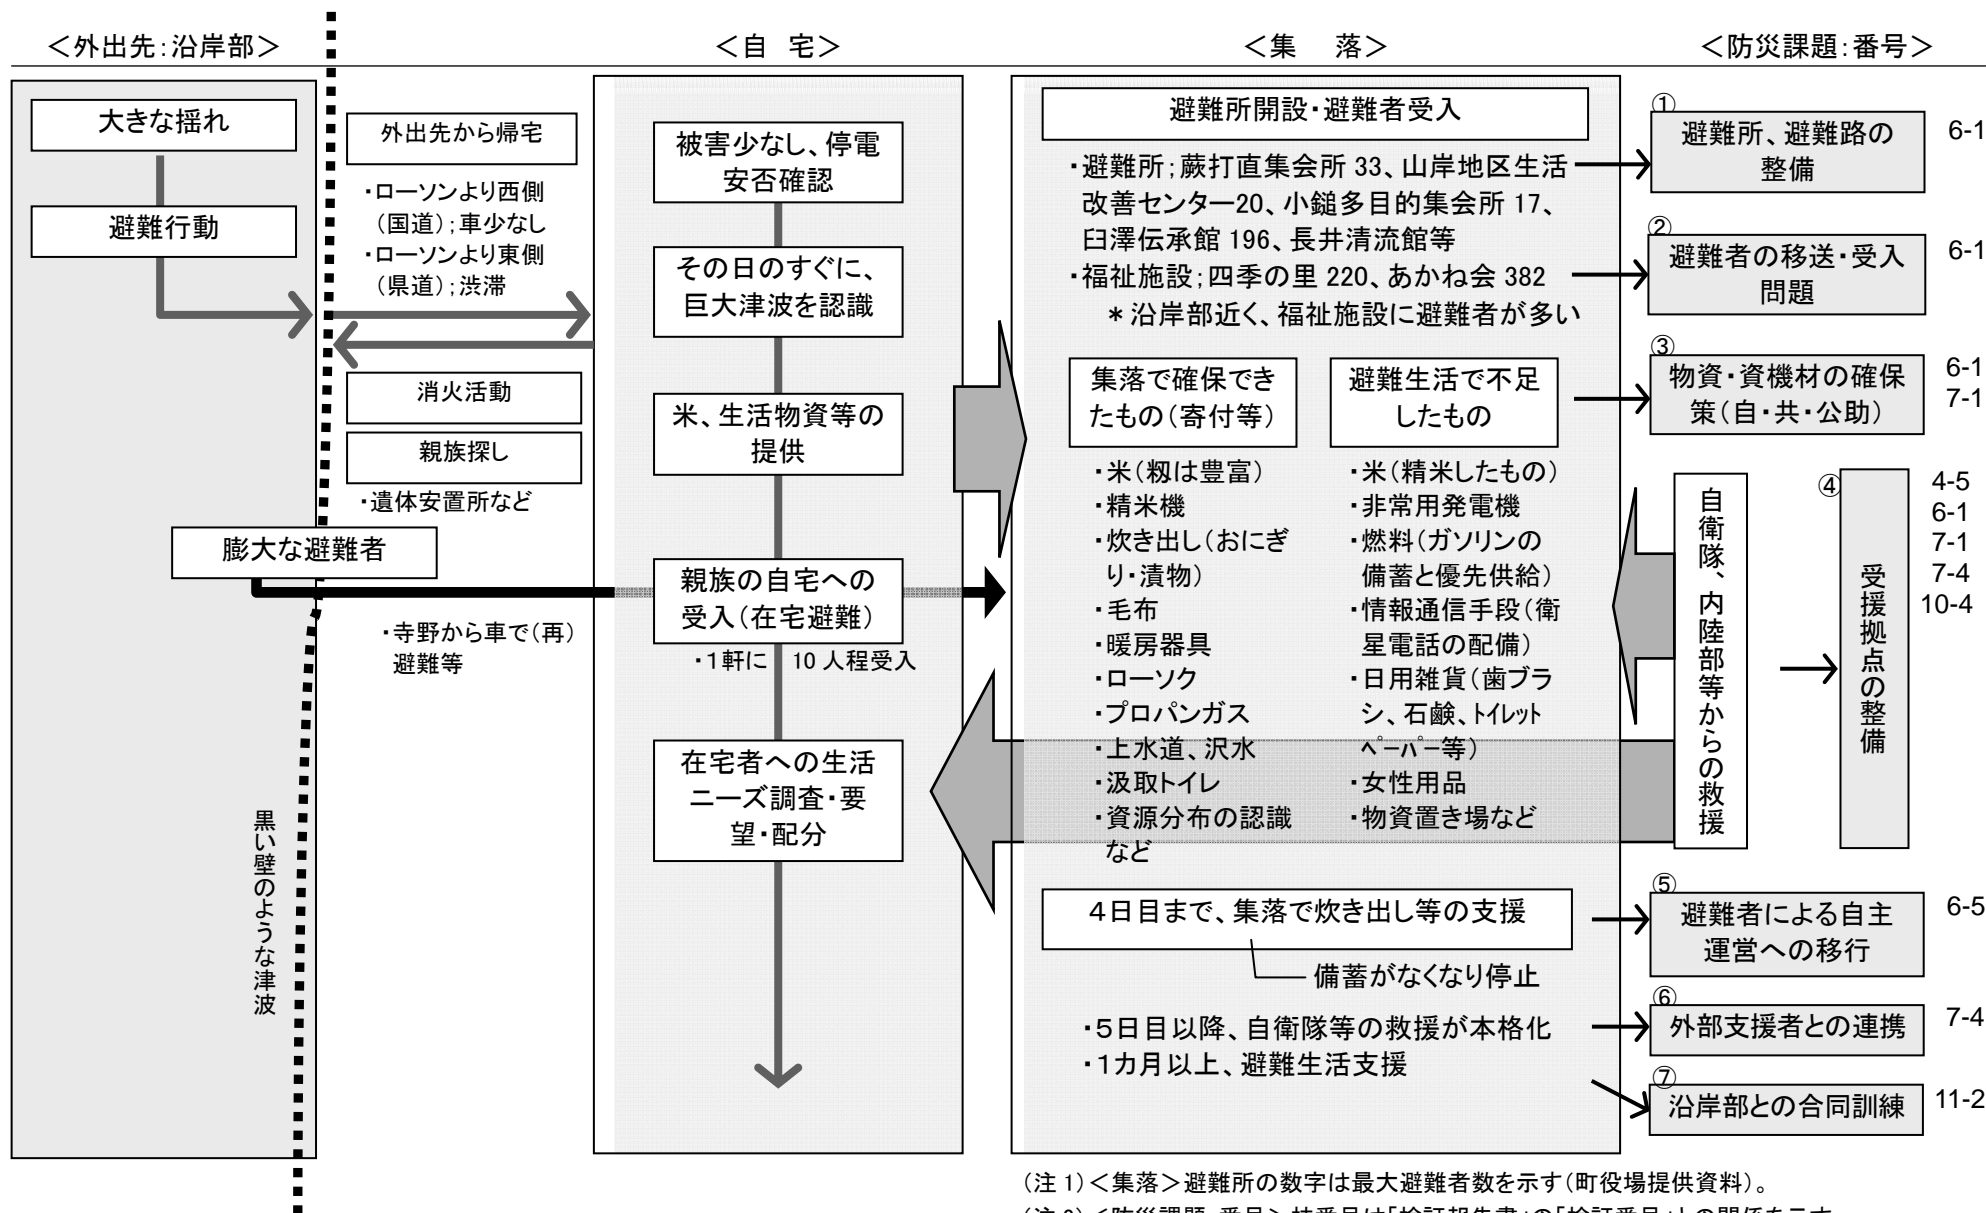 ＜外出先：沿岸部＞
＜自　宅＞
＜集　落＞
＜防災課題：番号＞
大きな揺れ
避難行動
外出先から帰宅
・ローソンより西側
（国道）；車少なし
・ローソンより東側
（県道）；渋滞
消火活動
親族探し
・遺体安置所など
膨大な避難者
・寺野から車で（再）
避難等
黒い壁のような津波
被害少なし、停電
安否確認
その日のすぐに、
巨大津波を認識
米、生活物資等の
提供
親族の自宅への
受入（在宅避難）
・１軒に　10 人程受入
在宅者への生活
ニーズ調査・要
望・配分
避難所開設・避難者受入
・避難所；蕨打直集会所 33、山岸地区生活
改善センター20、小鎚多目的集会所 17、
臼澤伝承館 196、長井清流館等
・福祉施設；四季の里 220、あかね会 382
＊沿岸部近く、福祉施設に避難者が多い
集落で確保でき
たもの（寄付等）
・米（籾は豊富）
・精米機
・炊き出し（おにぎ
り・漬物）
・毛布
・暖房器具
・ローソク
・プロパンガス
・上水道、沢水
・汲取トイレ
・資源分布の認識
など
避難生活で不足
したもの
・米（精米したもの）
・非常用発電機
・燃料（ガソリンの
備蓄と優先供給）
・情報通信手段（衛
星電話の配備）
・日用雑貨（歯ブラ
シ、石鹸、ﾄｲﾚｯﾄ
ﾍﾟｰﾊﾟｰ等）
・女性用品
・物資置き場など
４日目まで、集落で炊き出し等の支援
備蓄がなくなり停止
・５日目以降、自衛隊等の救援が本格化
・１カ月以上、避難生活支援
①
避難所、避難路の
整備
6-1
②
避難者の移送・受入
問題
6-1
③
物資・資機材の確保
策（自・共・公助）
6-1
7-1
自衛隊、内陸部等からの救援
④
受援拠点の整備
4-5
6-1
7-1
7-4
10-4
⑤
避難者による自主
運営への移行
6-5
⑥
外部支援者との連携
7-4
⑦
沿岸部との合同訓練
11-2
（注 1）＜集落＞避難所の数字は最大避難者数を示す（町役場提供資料）。